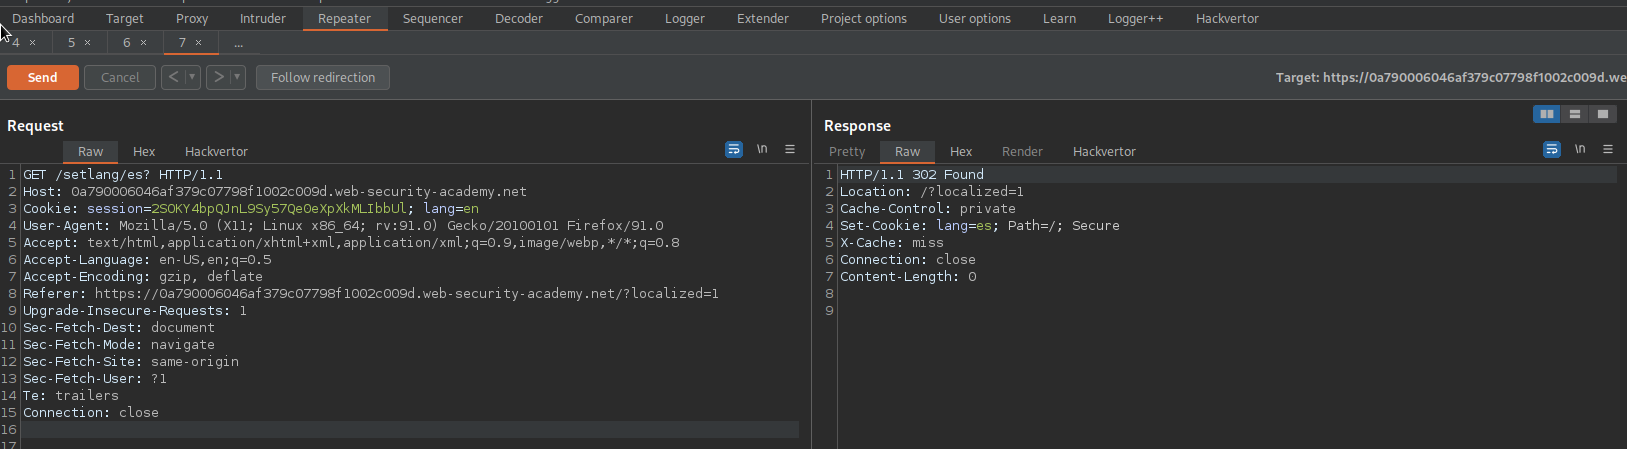 Dashboard Target Proxy Intruder Repeater Sequencer Decoder Comparer Logger Extender Project options User options Learn Logger++ Hackvertor
4 × 5 × 6 × 7 × ...
Send Cancel < ▼ > ▼ Follow redirection Target: https://0a790006046af379c07798f1002c009d.we
Request
Raw Hex Hackvertor \n ≡
1 GET /setlang/es? HTTP/1.1
2 Host: 0a790006046af379c07798f1002c009d.web-security-academy.net
3 Cookie: session=2SOKY4bpQJnL9Sy57QeOeXpXkMLIbbUl; lang=en
4 User-Agent: Mozilla/5.0 (X11; Linux x86_64; rv:91.0) Gecko/20100101 Firefox/91.0
5 Accept: text/html,application/xhtml+xml,application/xml;q=0.9,image/webp,*/*;q=0.8
6 Accept-Language: en-US,en;q=0.5
7 Accept-Encoding: gzip, deflate
8 Referer: https://0a790006046af379c07798f1002c009d.web-security-academy.net/?localized=1
9 Upgrade-Insecure-Requests: 1
10 Sec-Fetch-Dest: document
11 Sec-Fetch-Mode: navigate
12 Sec-Fetch-Site: same-origin
13 Sec-Fetch-User: ?1
14 Te: trailers
15 Connection: close
16
17
Response
Pretty Raw Hex Render Hackvertor \n ≡
1 HTTP/1.1 302 Found
2 Location: /?localized=1
3 Cache-Control: private
4 Set-Cookie: lang=es; Path=/; Secure
5 X-Cache: miss
6 Connection: close
7 Content-Length: 0
8
9